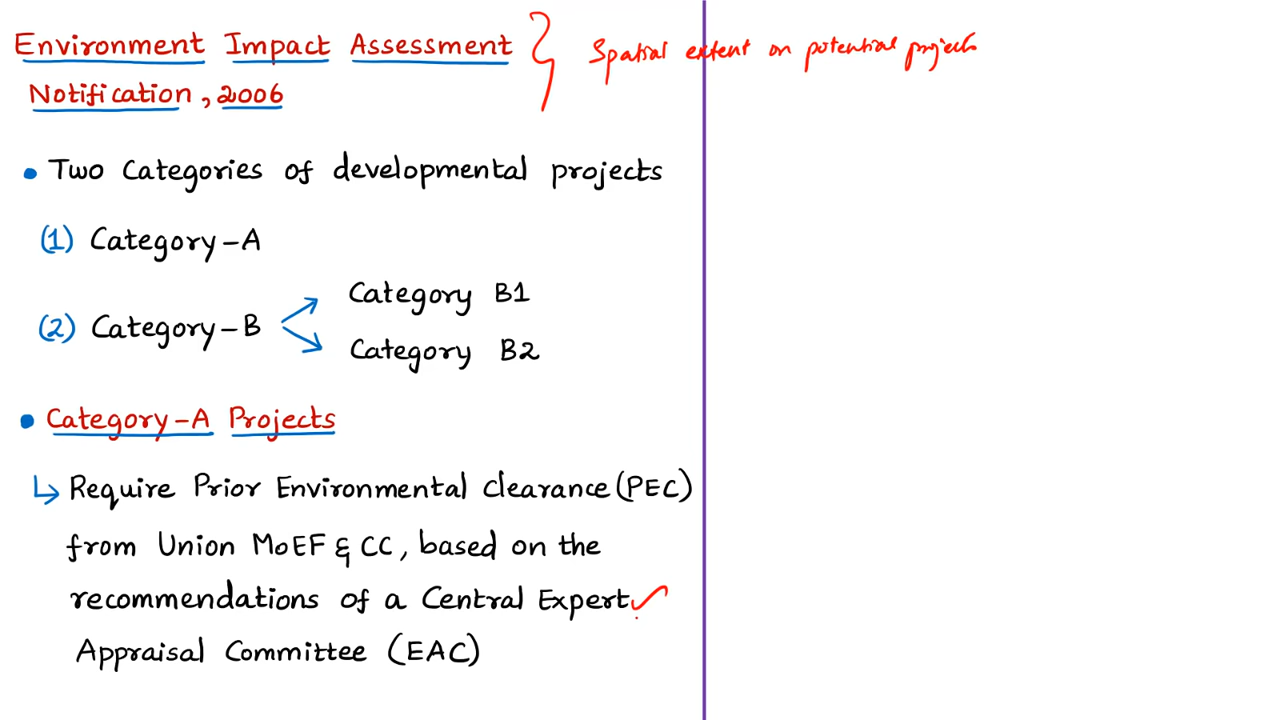 Environment Impact Assessment
Notification, 2006
Spatial extent on potential projects
• Two Categories of developmental projects
(1) Category-A
(2) Category-B
Category B1
Category B2
• Category-A Projects
↳ Require Prior Environmental Clearance (PEC)
from Union MoEF & CC, based on the
recommendations of a Central Expert
Appraisal Committee (EAC)